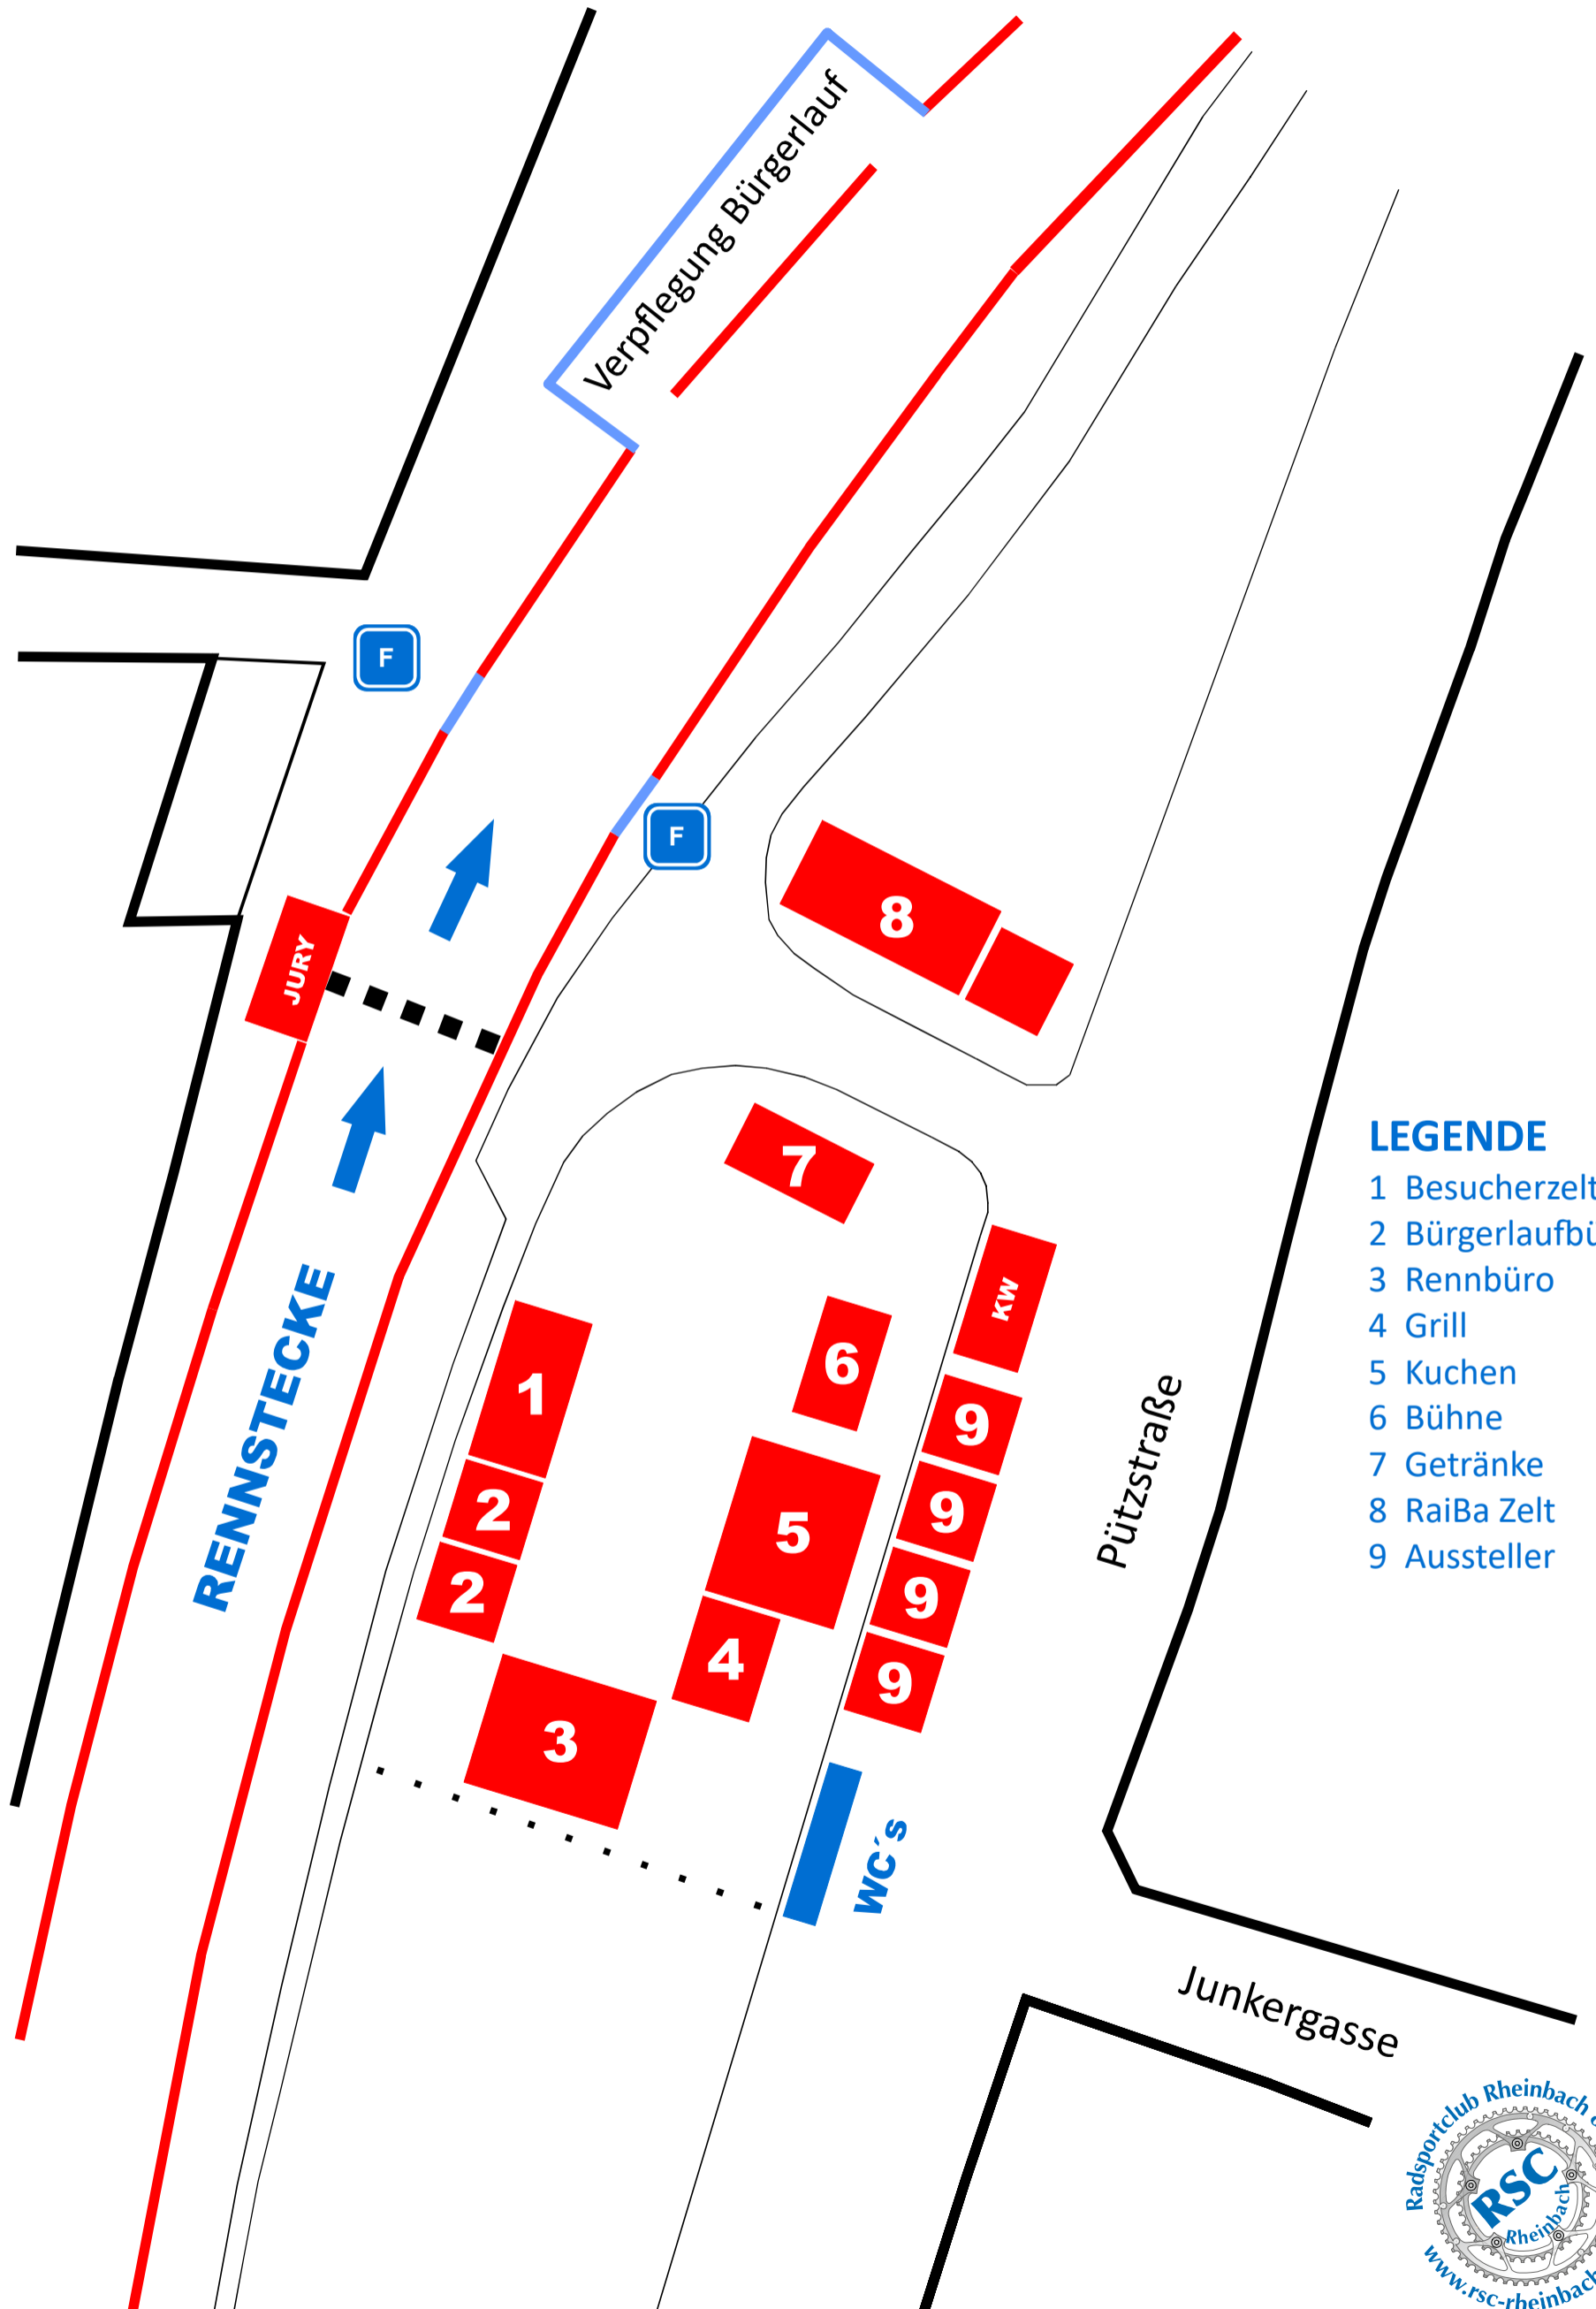 Verpflegung Bürgerlauf
F
F
JURY
8
7
KW
RENNSTECKE
1
6
9
2
9
5
2
9
4
9
3
Pützstraße
WC´s
Junkergasse
LEGENDE
1 Besucherzelt
2
3 Rennbüro
4 Grill
5 Kuchen
6 Bühne
7 Getränke
8 RaiBa Zelt
9 Aussteller
Radsportclub Rheinbach
RSC
Rheinbach
www.rsc-rheinbach